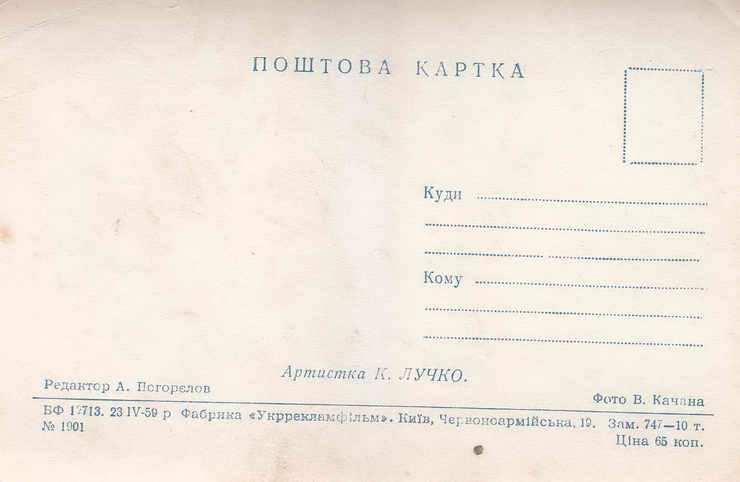 ПОШТОВА КАРТКА
Куди
Кому
Артистка К. ЛУЧКО.
Редактор А. Погорєлов
Фото В. Качана
БФ 12713. 23 IV-59 р Фабрика «Укррекламфільм». Київ, Червоноармійська, 19. Зам. 747—10 т.
№ 1901 Ціна 65 коп.